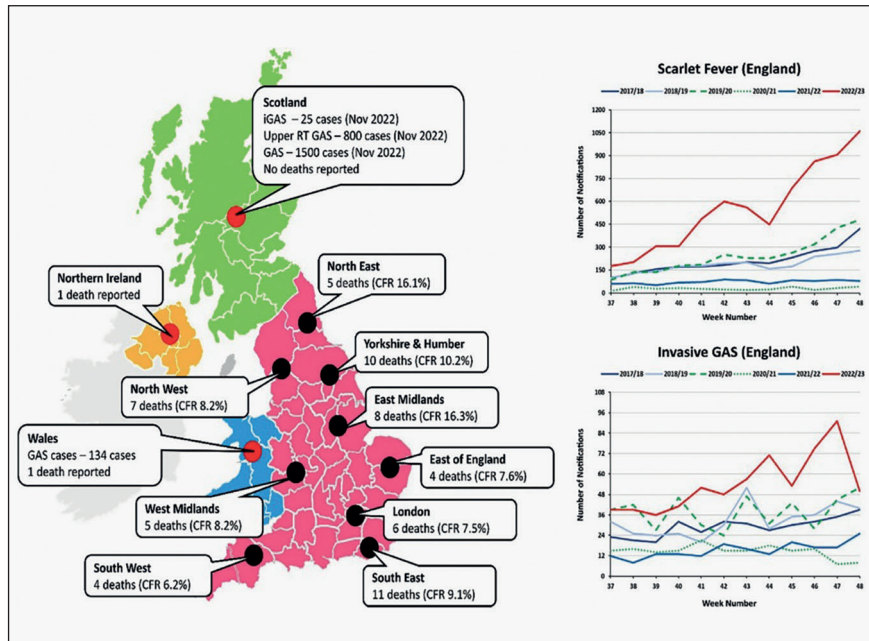 Scotland
iGAS – 25 cases (Nov 2022)
Upper RT GAS – 800 cases (Nov 2022)
GAS – 1500 cases (Nov 2022)
No deaths reported
Northern Ireland
1 death reported
North East
5 deaths (CFR 16.1%)
Yorkshire & Humber
10 deaths (CFR 10.2%)
North West
7 deaths (CFR 8.2%)
East Midlands
8 deaths (CFR 16.3%)
Wales
GAS cases – 134 cases
1 death reported
East of England
4 deaths (CFR 7.6%)
West Midlands
5 deaths (CFR 8.2%)
London
6 deaths (CFR 7.5%)
South West
4 deaths (CFR 6.2%)
South East
11 deaths (CFR 9.1%)
Scarlet Fever (England)
2017/18 2018/19 2019/20 2020/21 2021/22 2022/23
Number of Notifications
1200
1050
900
750
600
450
300
150
0
37 38 39 40 41 42 43 44 45 46 47 48
Week Number
Invasive GAS (England)
2017/18 2018/19 2019/20 2020/21 2021/22 2022/23
Number of Notifications
108
96
84
72
60
48
36
24
12
0
37 38 39 40 41 42 43 44 45 46 47 48
Week Number